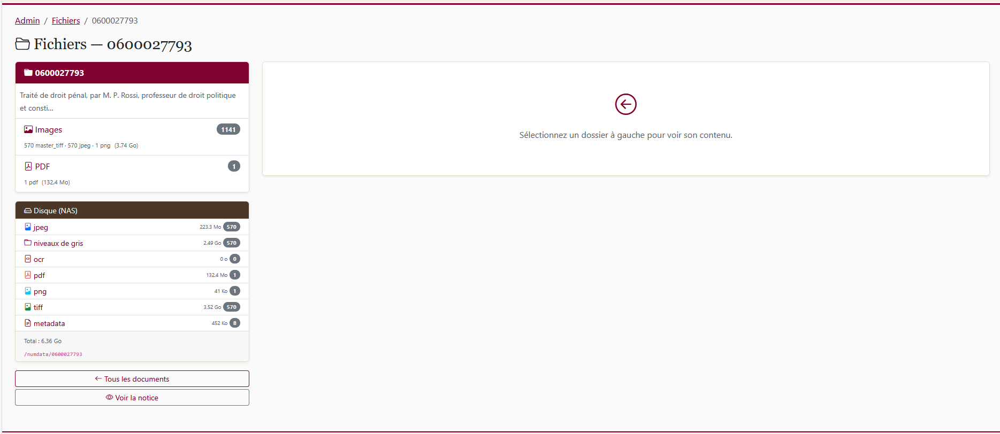 Admin / Fichiers / 0600027793
Fichiers — 0600027793
0600027793
Traité de droit pénal, par M. P. Rossi, professeur de droit politique
et consti...
Images 1141
570 master_tiff · 570 jpeg · 1 png (3.74 Go)
PDF 1
1 pdf (132.4 Mo)
Disque (NAS)
jpeg 223.3 Mo 570
niveaux de gris 2.49 Go 570
ocr 0 o 0
pdf 132.4 Mo 1
png 41 Ko 1
tiff 3.52 Go 570
metadata 452 Ko 8
Total : 6.36 Go
/numdata/0600027793
← Tous les documents
Voir la notice
Sélectionnez un dossier à gauche pour voir son contenu.